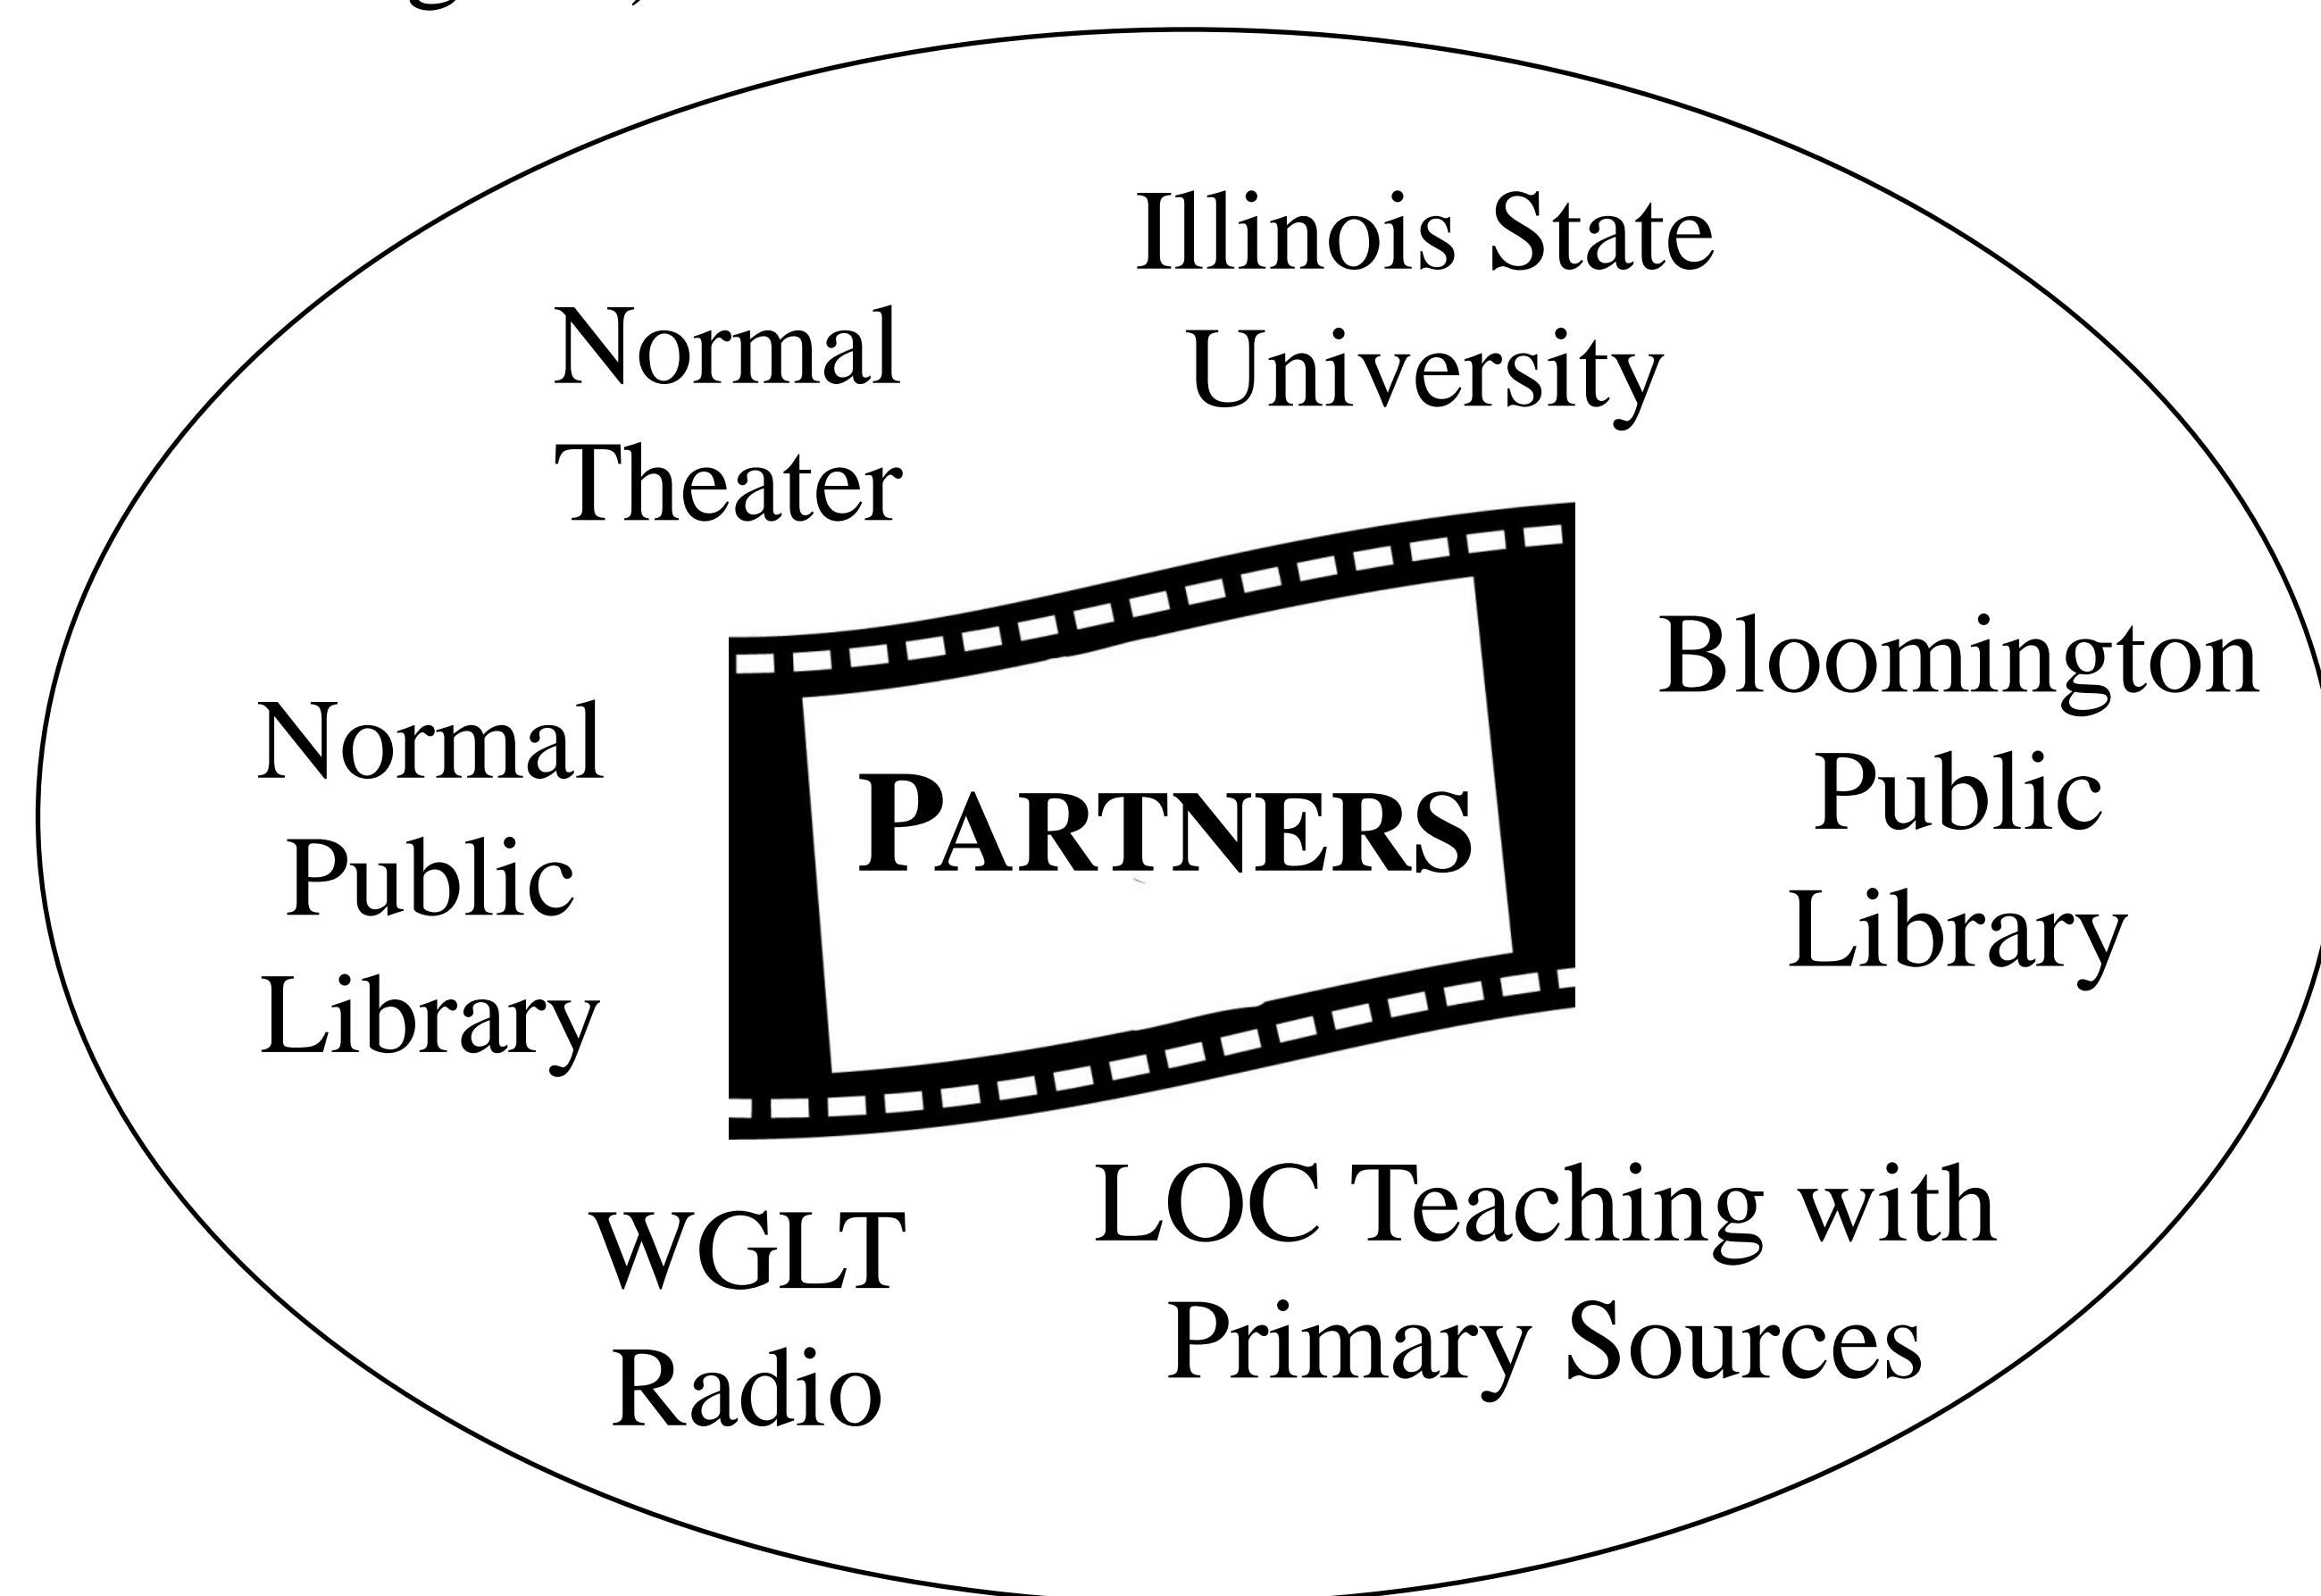 Illinois State
University
Normal
Theater
Bloomington
Public
Library
Normal
Public
Library
PARTNERS
LOC Teaching with
Primary Sources
WGLT
Radio